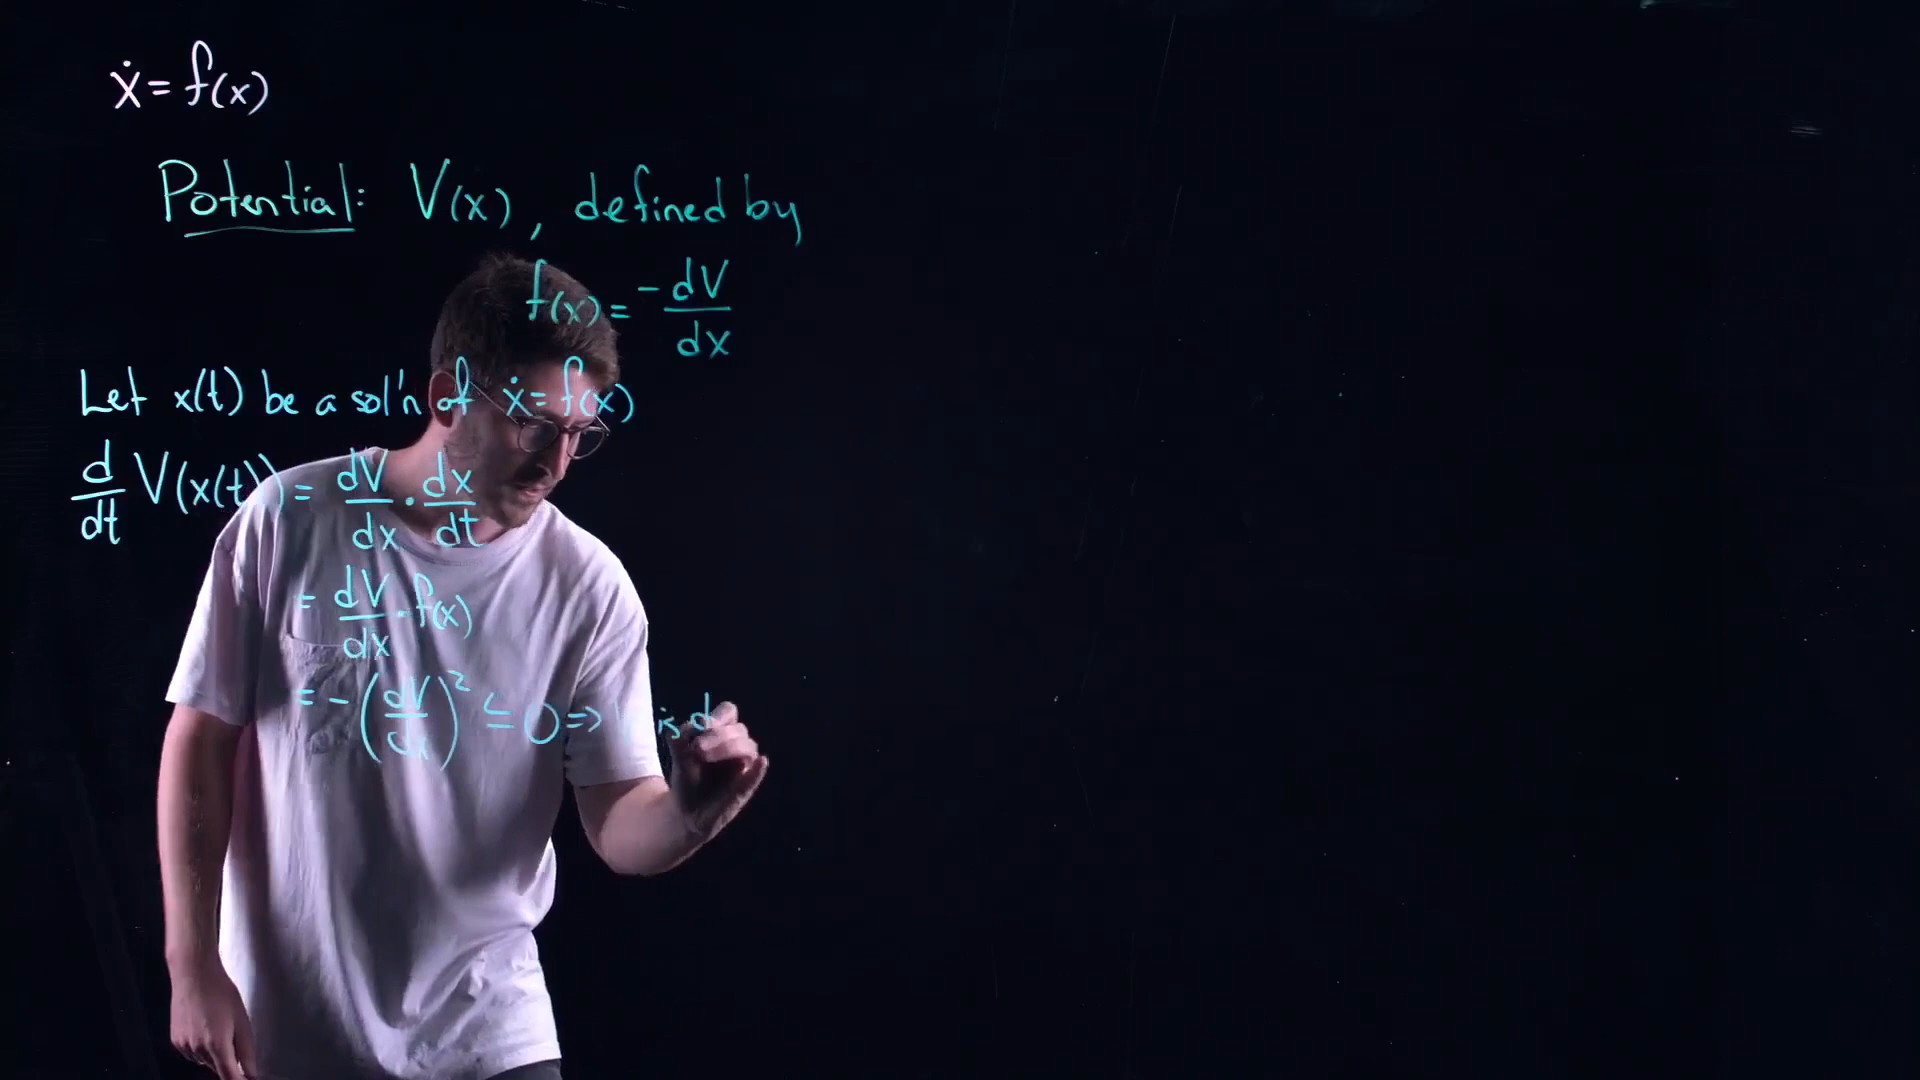 ẋ = f(x)
Potential: V(x), defined by
f(x) = -dV/dx
Let x(t) be a sol'n of ẋ = f(x)
d/dt V(x(t)) = dV/dx · dx/dt
= dV/dx · f(x)
= -(dV/dx)² ≤ 0 ⇒ is d